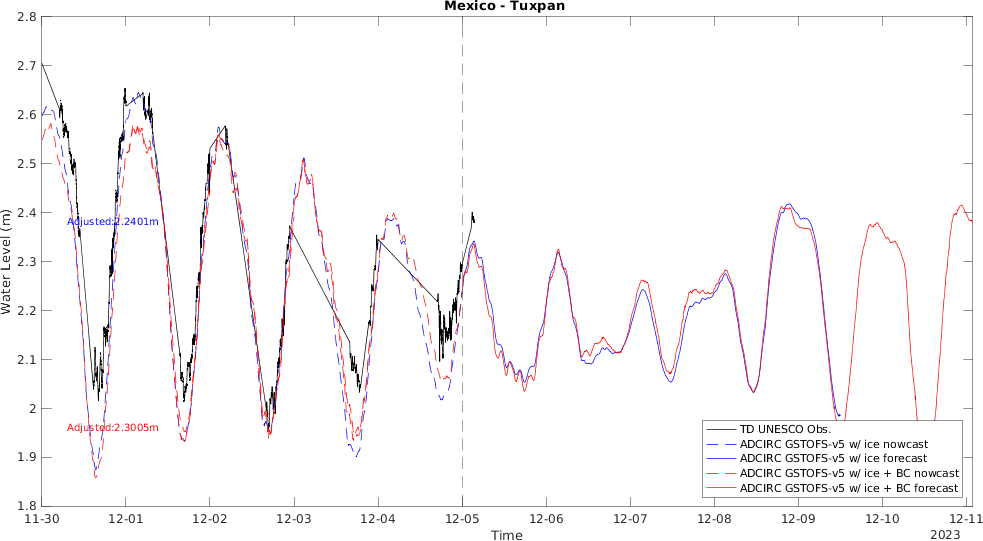 Mexico - Tuxpan
2.8
2.7
2.6
2.5
2.4
2.3
2.2
2.1
2
1.9
1.8
Water Level (m)
Adjusted:2.2401m
Adjusted:2.3005m
TD UNESCO Obs.
ADCIRC GSTOFS-v5 w/ ice nowcast
ADCIRC GSTOFS-v5 w/ ice forecast
ADCIRC GSTOFS-v5 w/ ice + BC nowcast
ADCIRC GSTOFS-v5 w/ ice + BC forecast
11-30 12-01 12-02 12-03 12-04 12-05 12-06 12-07 12-08 12-09 12-10 12-11
Time
2023